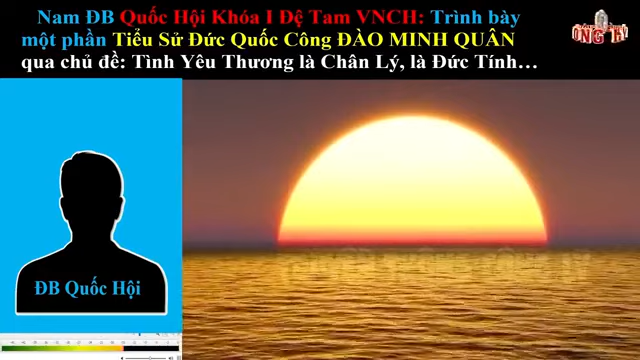 Nam ĐB Quốc Hội Khóa I Đệ Tam VNCH: Trình bày
một phần Tiểu Sử Đức Quốc Công ĐÀO MINH QUÂN
qua chủ đề: Tình Yêu Thương là Chân Lý, là Đức Tính…
ĐB Quốc Hội